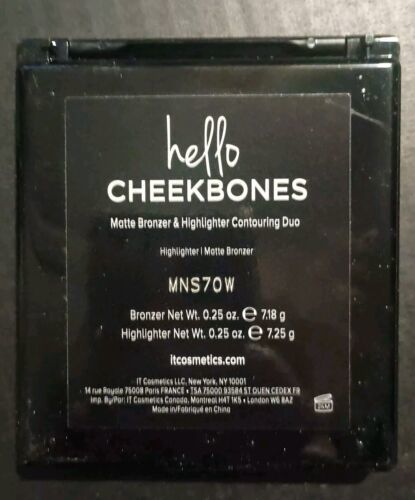 hello
CHEEKBONES
Matte Bronzer & Highlighter Contouring Duo
Highlighter | Matte Bronzer
MNS70W
Bronzer Net Wt. 0.25 oz. ℮ 7.18 g
Highlighter Net Wt. 0.25 oz. ℮ 7.25 g
itcosmetics.com
IT Cosmetics LLC, New York, NY 10001
14 rue Royale 75008 Paris FRANCE • TSA 75000 93584 ST OUEN CEDEX FR
Imp. By/Par: IT Cosmetics Canada, Montreal H4T 1K5 • London W6 8AZ
Made in/Fabriqué en China
24M